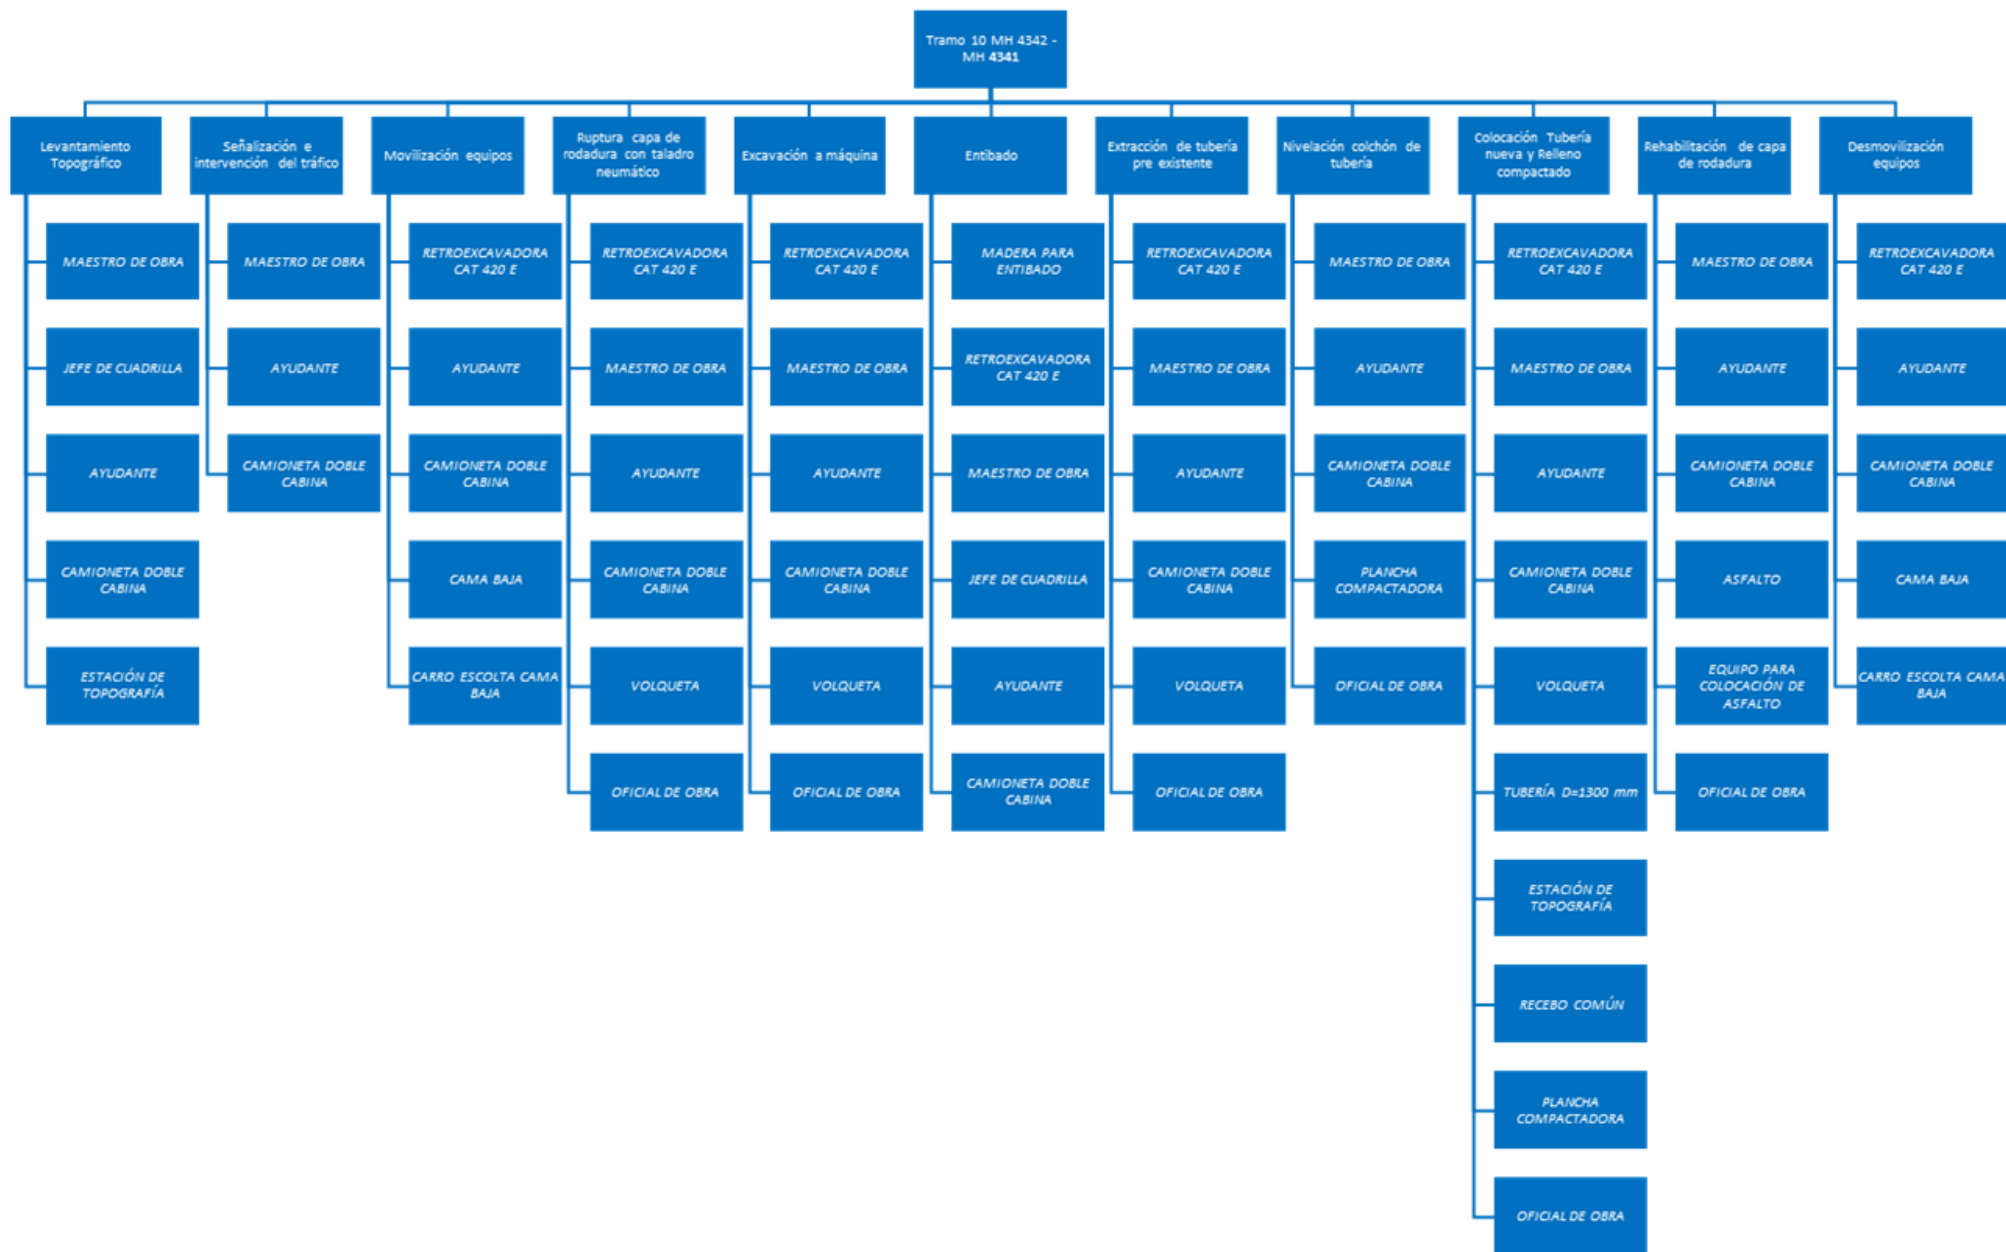 Tramo 10 MH 4342 -
MH 4341
Levantamiento
Topográfico
MAESTRO DE OBRA
JEFE DE CUADRILLA
AYUDANTE
CAMIONETA DOBLE
CABINA
ESTACIÓN DE
TOPOGRAFÍA
Señalización e
intervención del tráfico
MAESTRO DE OBRA
AYUDANTE
CAMIONETA DOBLE
CABINA
Movilización equipos
RETROEXCAVADORA
CAT 420 E
AYUDANTE
CAMIONETA DOBLE
CABINA
CAMA BAJA
CARRO ESCOLTA CAMA
BAJA
Ruptura capa de
rodadura con taladro
neumático
RETROEXCAVADORA
CAT 420 E
MAESTRO DE OBRA
AYUDANTE
CAMIONETA DOBLE
CABINA
VOLQUETA
OFICIAL DE OBRA
Excavación a máquina
RETROEXCAVADORA
CAT 420 E
MAESTRO DE OBRA
AYUDANTE
CAMIONETA DOBLE
CABINA
VOLQUETA
OFICIAL DE OBRA
Entibado
MADERA PARA
ENTIBADO
RETROEXCAVADORA
CAT 420 E
MAESTRO DE OBRA
JEFE DE CUADRILLA
AYUDANTE
CAMIONETA DOBLE
CABINA
Extracción de tubería
pre existente
RETROEXCAVADORA
CAT 420 E
MAESTRO DE OBRA
AYUDANTE
CAMIONETA DOBLE
CABINA
VOLQUETA
OFICIAL DE OBRA
Nivelación colchón de
tubería
MAESTRO DE OBRA
AYUDANTE
CAMIONETA DOBLE
CABINA
PLANCHA
COMPACTADORA
OFICIAL DE OBRA
Colocación Tubería
nueva y Relleno
compactado
RETROEXCAVADORA
CAT 420 E
MAESTRO DE OBRA
AYUDANTE
CAMIONETA DOBLE
CABINA
VOLQUETA
TUBERÍA D=1300 mm
ESTACIÓN DE
TOPOGRAFÍA
RECEBO COMÚN
PLANCHA
COMPACTADORA
OFICIAL DE OBRA
Rehabilitación de capa
de rodadura
MAESTRO DE OBRA
AYUDANTE
CAMIONETA DOBLE
CABINA
ASFALTO
EQUIPO PARA
COLOCACIÓN DE
ASFALTO
OFICIAL DE OBRA
Desmovilización
equipos
RETROEXCAVADORA
CAT 420 E
AYUDANTE
CAMIONETA DOBLE
CABINA
CAMA BAJA
CARRO ESCOLTA CAMA
BAJA